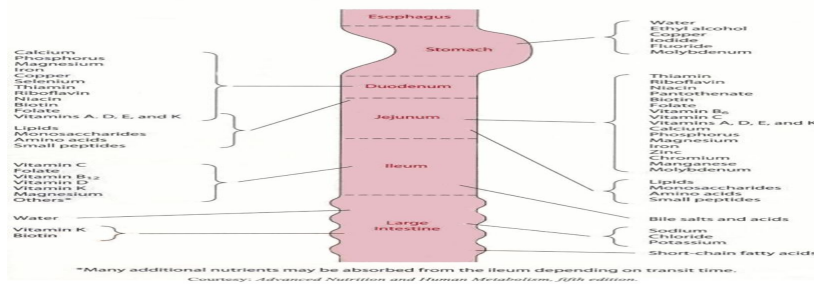 Esophagus
Stomach
Duodenum
Jejunum
Ileum
Large
Intestine
Calcium
Phosphorus
Magnesium
Iron
Copper
Selenium
Thiamin
Riboflavin
Niacin
Biotin
Folate
Vitamins A, D, E, and K
Lipids
Monosaccharides
Amino acids
Small peptides
Vitamin C
Folate
Vitamin B12
Vitamin D
Vitamin K
Magnesium
Others*
Water
Vitamin K
Biotin
Water
Ethyl alcohol
Copper
Iodide
Fluoride
Molybdenum
Thiamin
Riboflavin
Niacin
Pantothenate
Biotin
Folate
Vitamin B6
Vitamin C
Vitamins A, D, E, and K
Calcium
Phosphorus
Magnesium
Iron
Zinc
Chromium
Manganese
Molybdenum
Lipids
Monosaccharides
Amino acids
Small peptides
Bile salts and acids
Sodium
Chloride
Potassium
Short-chain fatty acids
*Many additional nutrients may be absorbed from the ileum depending on transit time.
Courtesy: Advanced Nutrition and Human Metabolism, fifth edition.